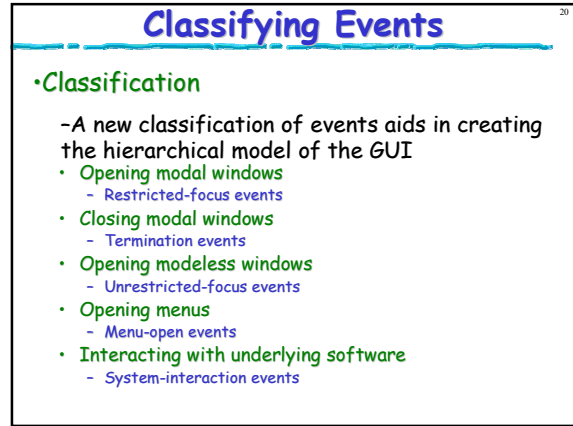 20
Classifying Events
•Classification
–A new classification of events aids in creating
the hierarchical model of the GUI
• Opening modal windows
– Restricted-focus events
• Closing modal windows
– Termination events
• Opening modeless windows
– Unrestricted-focus events
• Opening menus
– Menu-open events
• Interacting with underlying software
– System-interaction events